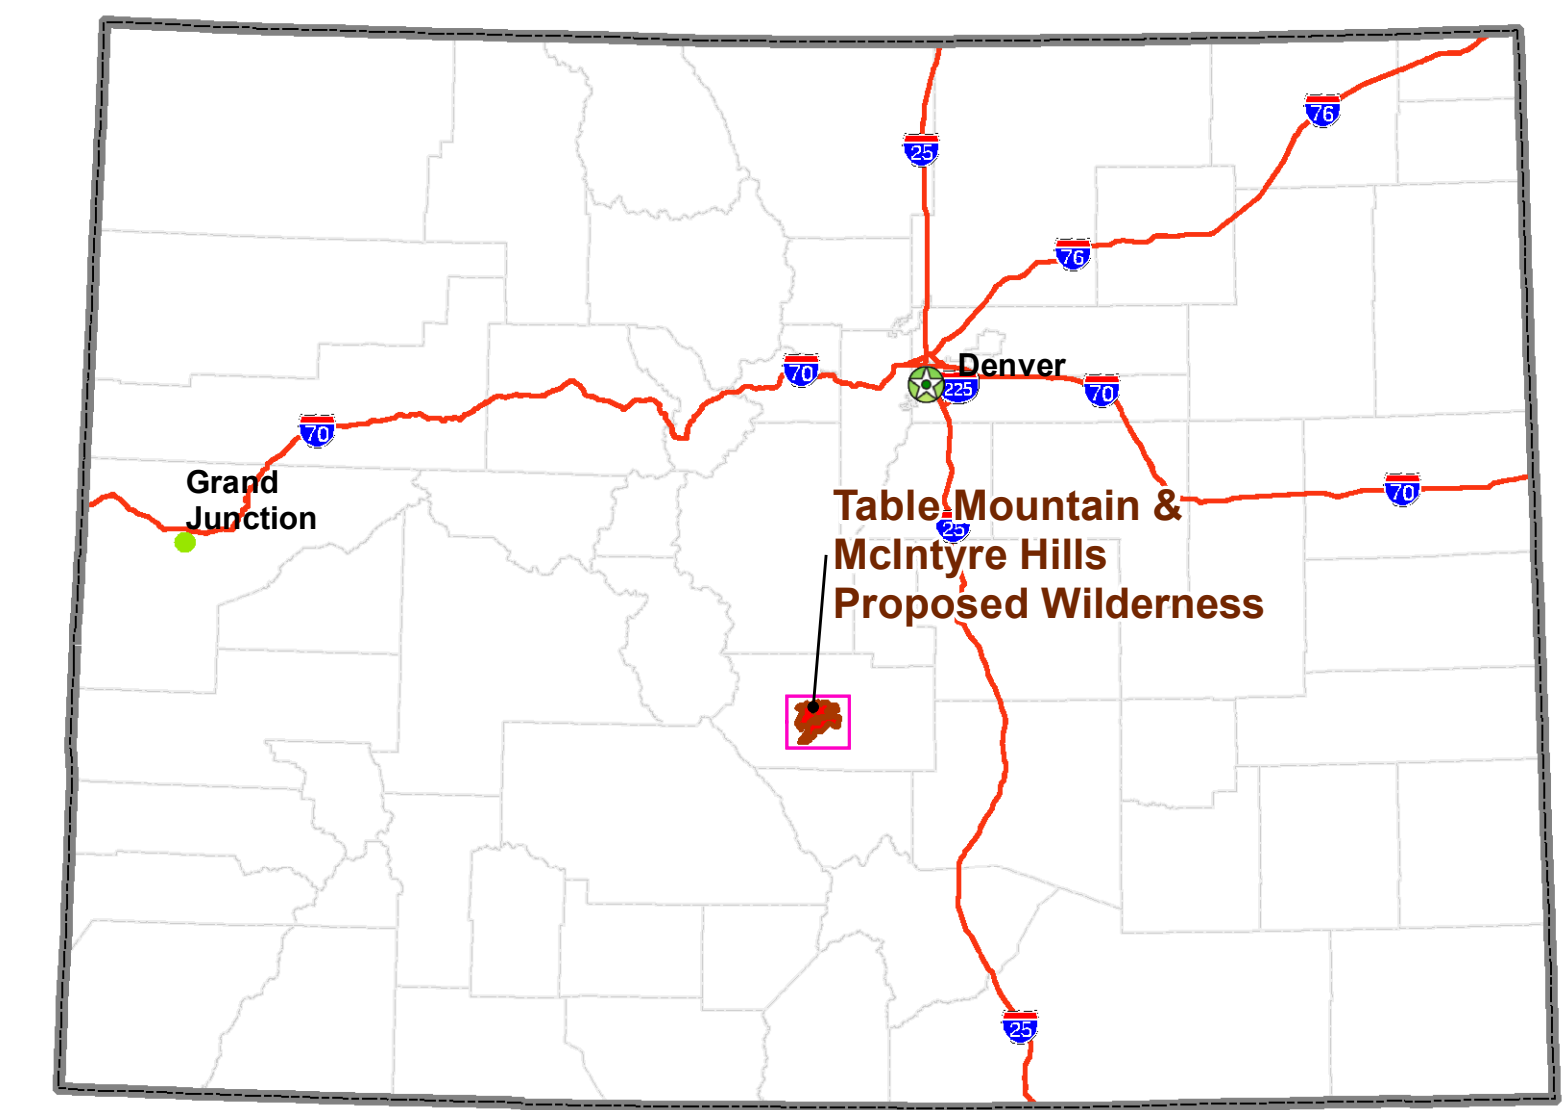 76
25
76
Denver
70
225
70
70
Grand
Junction
70
Table Mountain &
25
McIntyre Hills
Proposed Wilderness
25